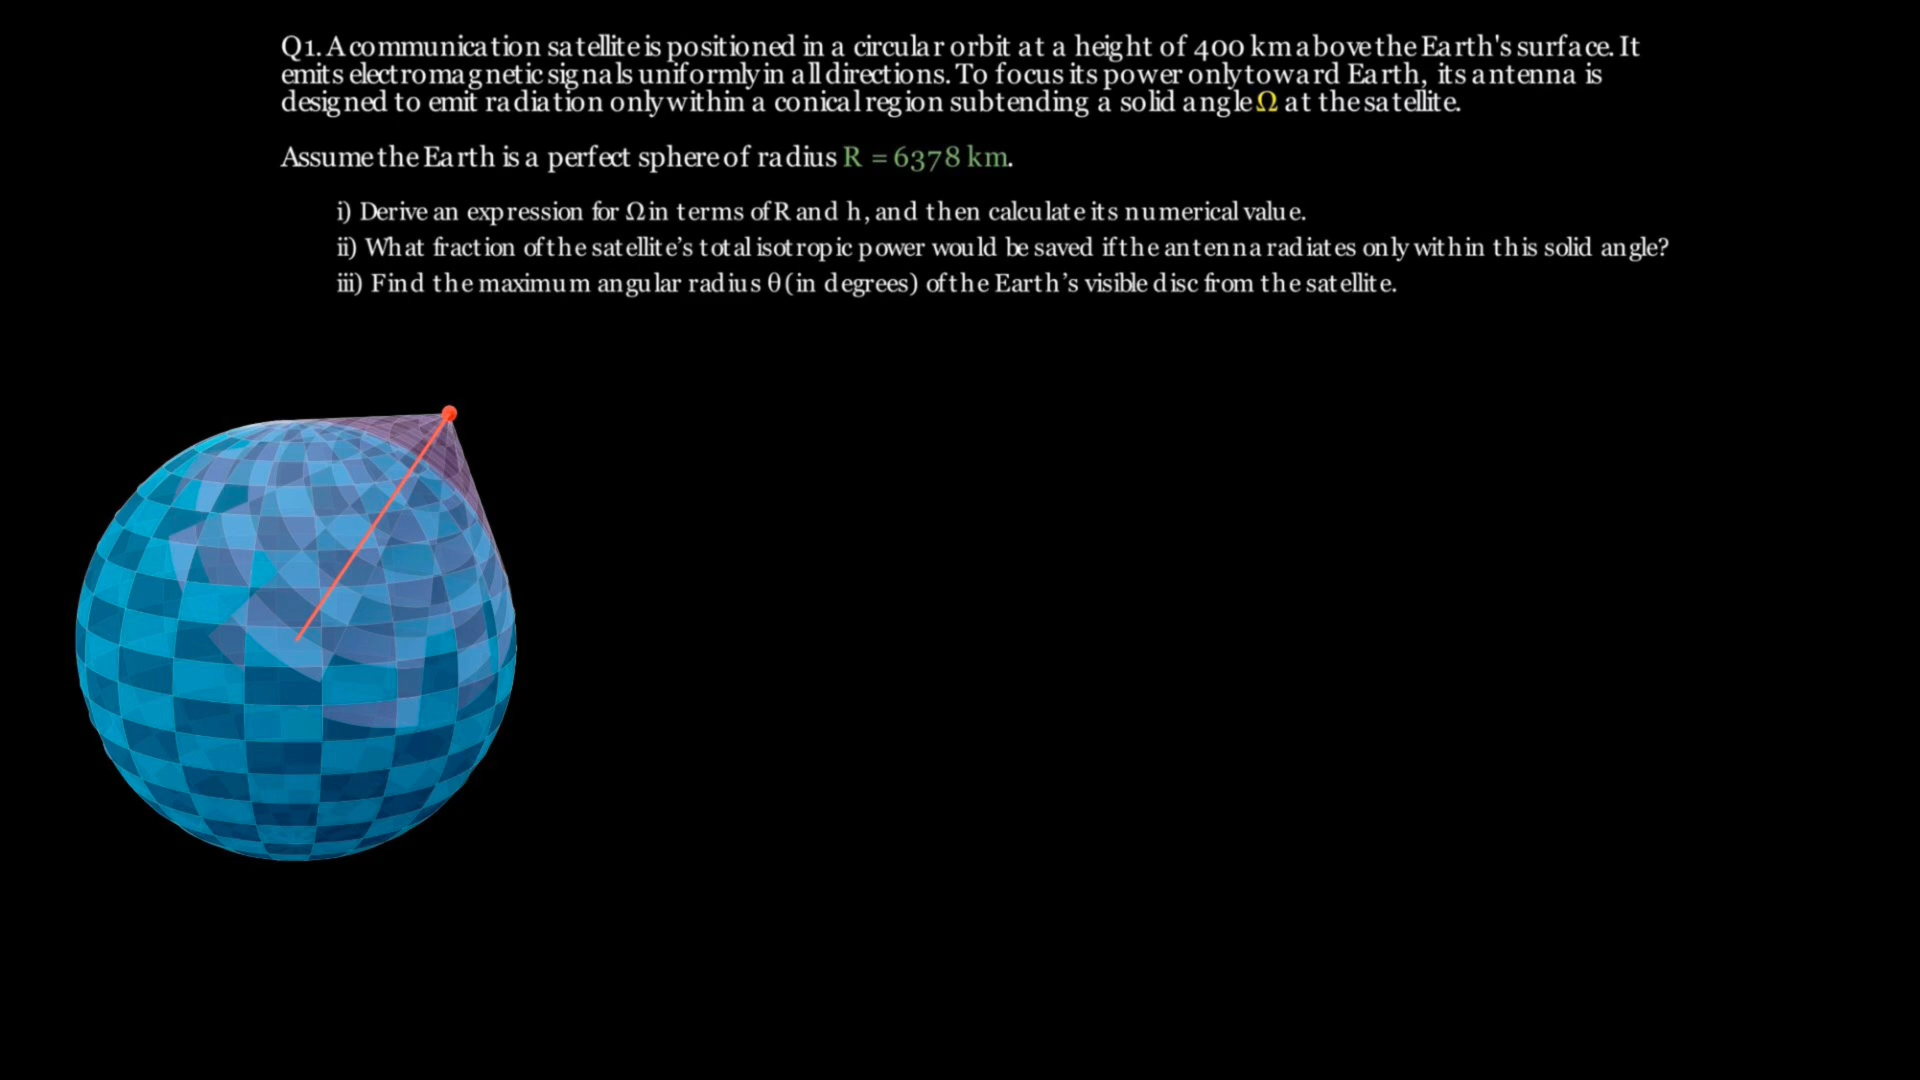 Q1. A communication satellite is positioned in a circular orbit at a height of 400 km above the Earth's surface. It
emits electromagnetic signals uniformly in all directions. To focus its power only toward Earth, its antenna is
designed to emit radiation only within a conical region subtending a solid angle Ω at the satellite.
Assume the Earth is a perfect sphere of radius R = 6378 km.
i) Derive an expression for Ω in terms of R and h, and then calculate its numerical value.
ii) What fraction of the satellite’s total isotropic power would be saved if the antenna radiates only within this solid angle?
iii) Find the maximum angular radius θ (in degrees) of the Earth’s visible disc from the satellite.